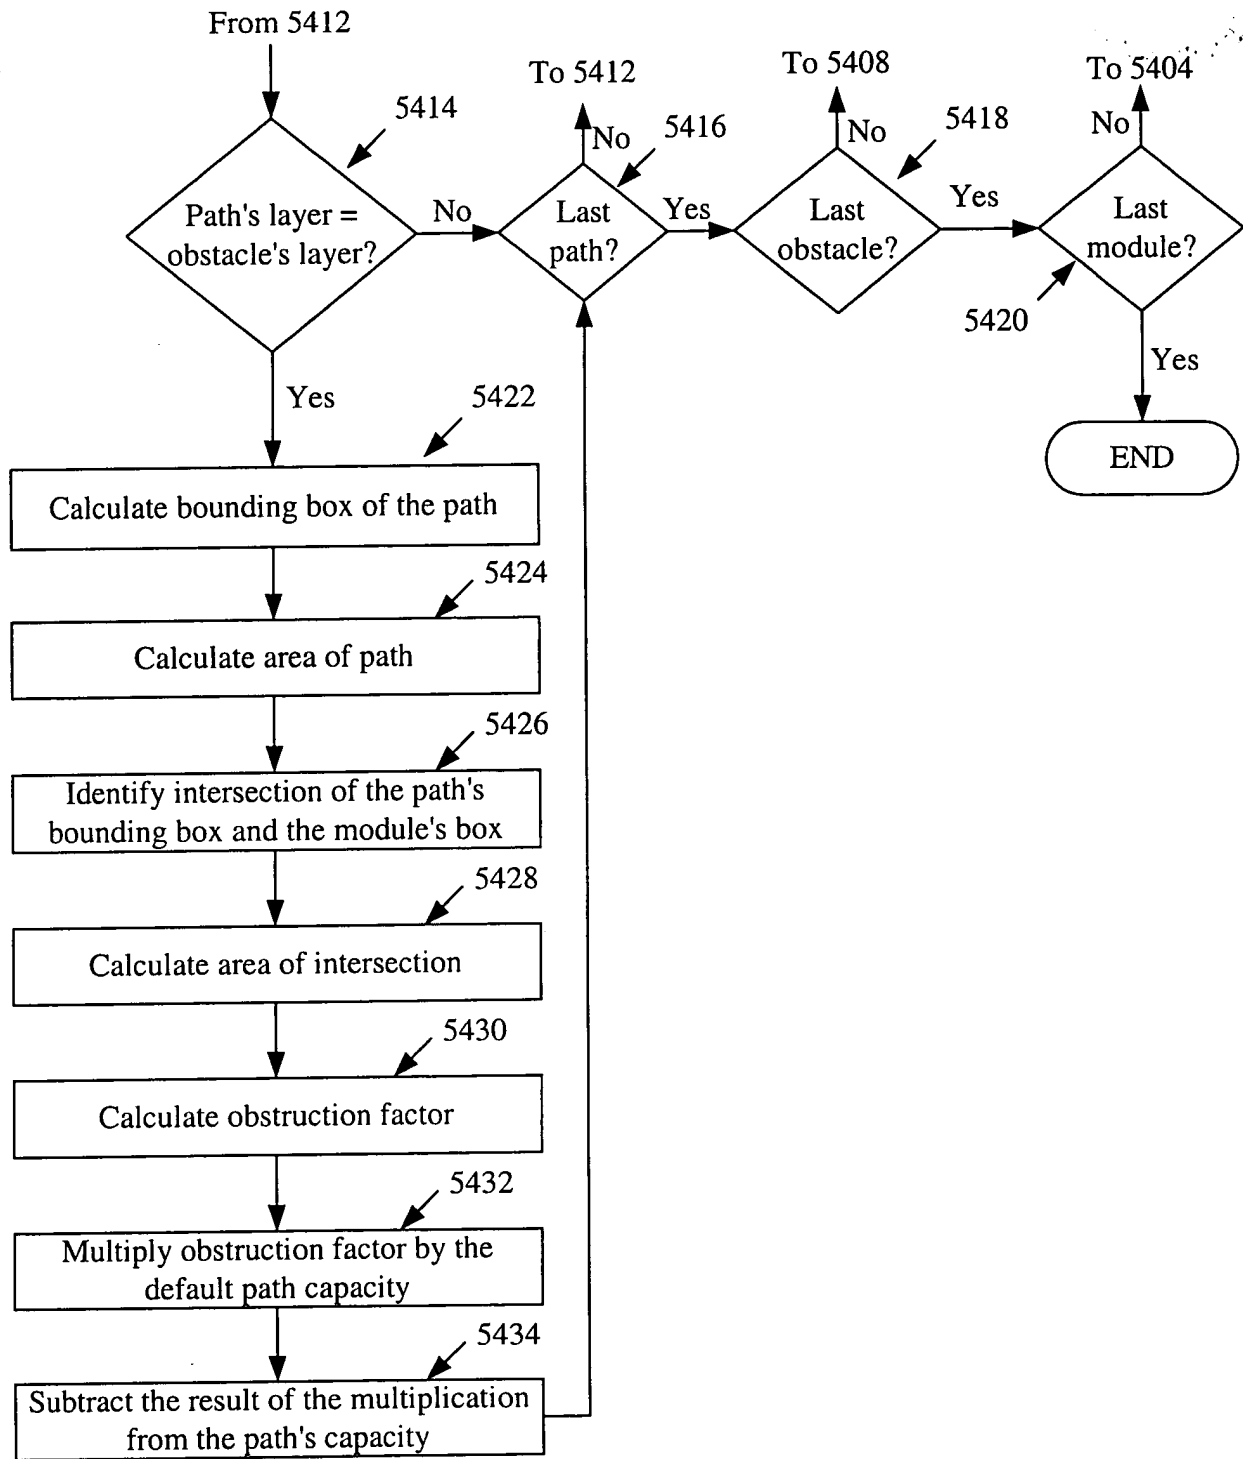 From 5412
To 5412
To 5408
To 5404
5414
No
5416
No
5418
No
Path's layer =
obstacle's layer?
No
Last
path?
Yes
Last
obstacle?
Yes
Last
module?
5420
Yes
Yes
END
5422
Calculate bounding box of the path
5424
Calculate area of path
5426
Identify intersection of the path's
bounding box and the module's box
5428
Calculate area of intersection
5430
Calculate obstruction factor
5432
Multiply obstruction factor by the
default path capacity
5434
Subtract the result of the multiplication
from the path's capacity